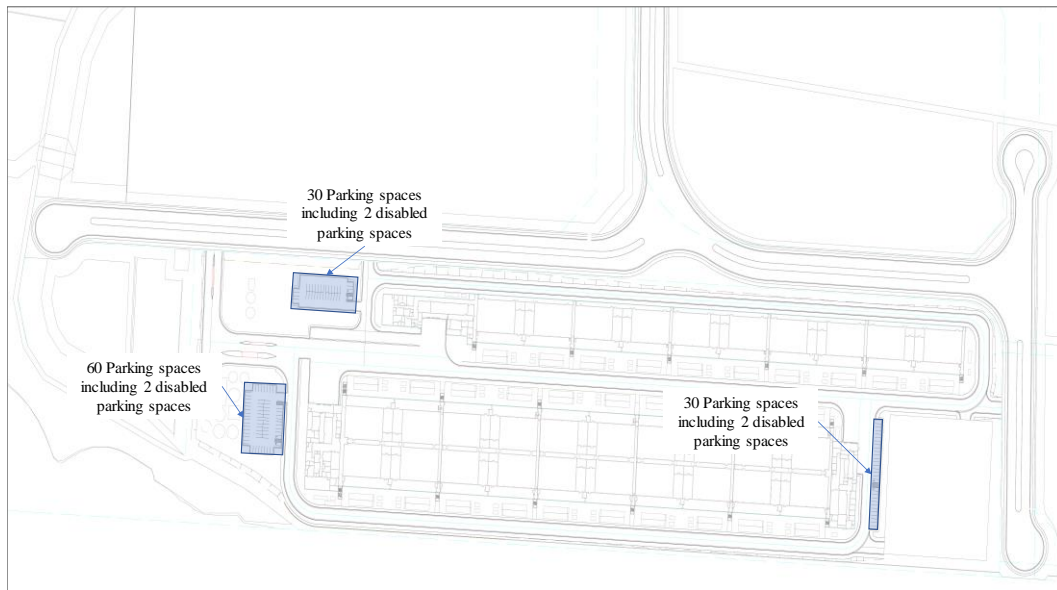 30 Parking spaces
including 2 disabled
parking spaces
60 Parking spaces
including 2 disabled
parking spaces
30 Parking spaces
including 2 disabled
parking spaces